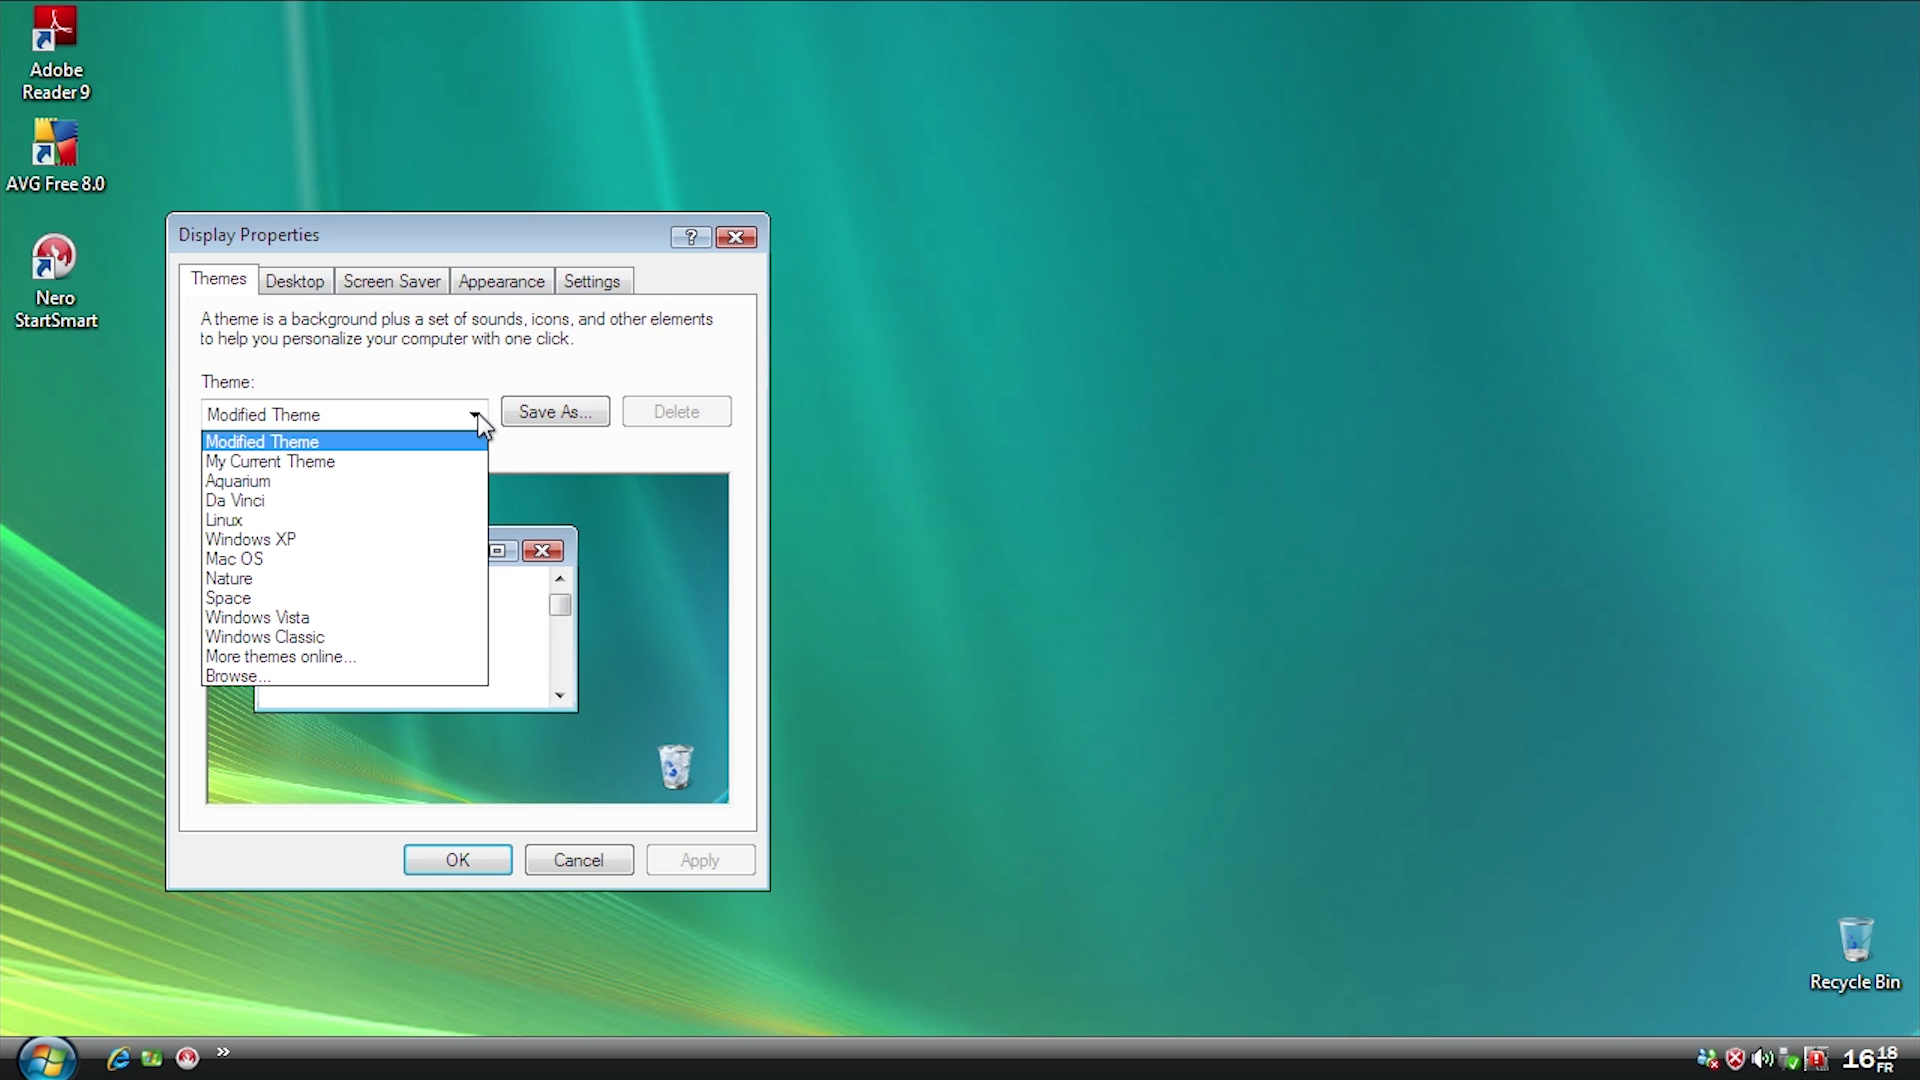 Adobe
Reader 9
AVG Free 8.0
Nero
StartSmart
Display Properties
?
Themes
Desktop
Screen Saver
Appearance
Settings
A theme is a background plus a set of sounds, icons, and other elements
to help you personalize your computer with one click.
Theme:
Modified Theme
Save As...
Delete
Modified Theme
My Current Theme
Aquarium
Da Vinci
Linux
Windows XP
Mac OS
Nature
Space
Windows Vista
Windows Classic
More themes online...
Browse...
OK
Cancel
Apply
Recycle Bin
»
16 18
FR